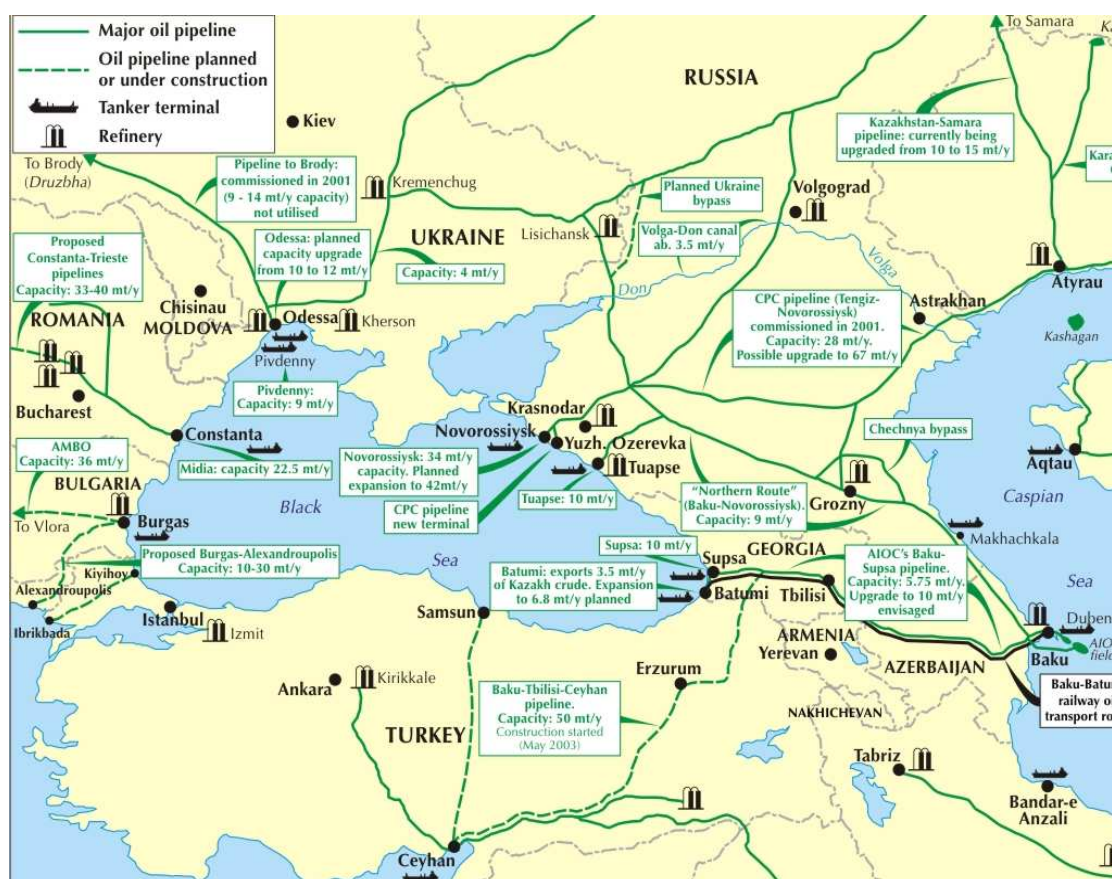 Major oil pipeline
Oil pipeline planned
or under construction
Tanker terminal
Refinery
To Samara
RUSSIA
Kiev
To Brody
(Druzbha)
Pipeline to Brody:
commissioned in 2001
(9 - 14 mt/y capacity)
not utilised
Kremenchug
Kazakhstan-Samara
pipeline: currently being
upgraded from 10 to 15 mt/y
Planned Ukraine
bypass
Volgograd
Lisichansk
Volga-Don canal
ab. 3.5 mt/y
UKRAINE
Odessa: planned
capacity upgrade
from 10 to 12 mt/y
Capacity: 4 mt/y
Proposed
Constanta-Trieste
pipelines
Capacity: 33-40 mt/y
Don
Volga
Atyrau
Chisinau
MOLDOVA
ROMANIA
Odessa
Kherson
Pivdenny
CPC pipeline (Tengiz-
Novorossiysk)
commissioned in 2001.
Capacity: 28 mt/y.
Possible upgrade to 67 mt/y
Astrakhan
Kashagan
Pivdenny:
Capacity: 9 mt/y
Bucharest
Krasnodar
Constanta
Novorossiysk
Yuzh. Ozerevka
Chechnya bypass
AMBO
Capacity: 36 mt/y
Midia: capacity 22.5 mt/y
Novorossiysk: 34 mt/y
capacity. Planned
expansion to 42mt/y
Tuapse
Aqtau
BULGARIA
Tuapse: 10 mt/y
"Northern Route"
(Baku-Novorossiysk).
Capacity: 9 mt/y
Grozny
Caspian
Black
CPC pipeline
new terminal
To Vlora
Burgas
Makhachkala
Proposed Burgas-Alexandroupolis
Capacity: 10-30 mt/y
Sea
Supsa: 10 mt/y
Supsa
GEORGIA
AIOC's Baku-
Supsa pipeline.
Capacity: 5.75 mt/y.
Upgrade to 10 mt/y
envisaged
Kiyihoy
Alexandroupolis
Batumi: exports 3.5 mt/y
of Kazakh crude. Expansion
to 6.8 mt/y planned
Batumi
Tbilisi
Sea
Ibrikbada
Istanbul
Izmit
Samsun
Duben
ARMENIA
Yerevan
AIOC
field
Baku
AZERBAIJAN
Ankara
Kirikkale
Erzurum
Baku-Batum
railway oi
transport ro
Baku-Tbilisi-Ceyhan
pipeline.
Capacity: 50 mt/y
Construction started
(May 2003)
NAKHICHEVAN
TURKEY
Tabriz
Bandar-e
Anzali
Ceyhan